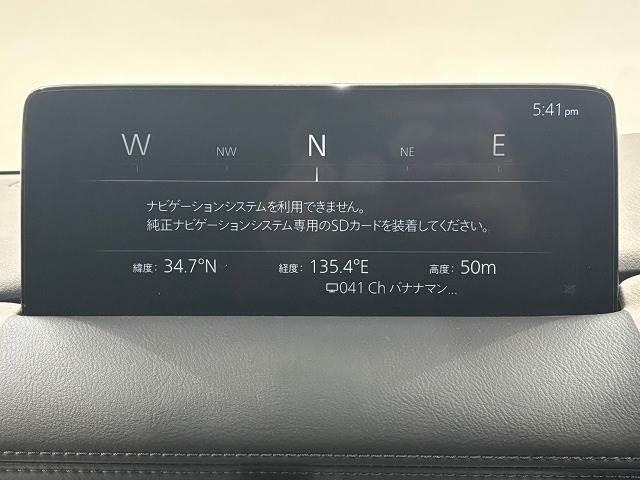 5:41 pm
W NW N NE E
ナビゲーションシステムを利用できません。
純正ナビゲーションシステム専用のSDカードを装着してください。
緯度: 34.7°N 経度: 135.4°E 高度: 50m
041 Ch バナナマン...